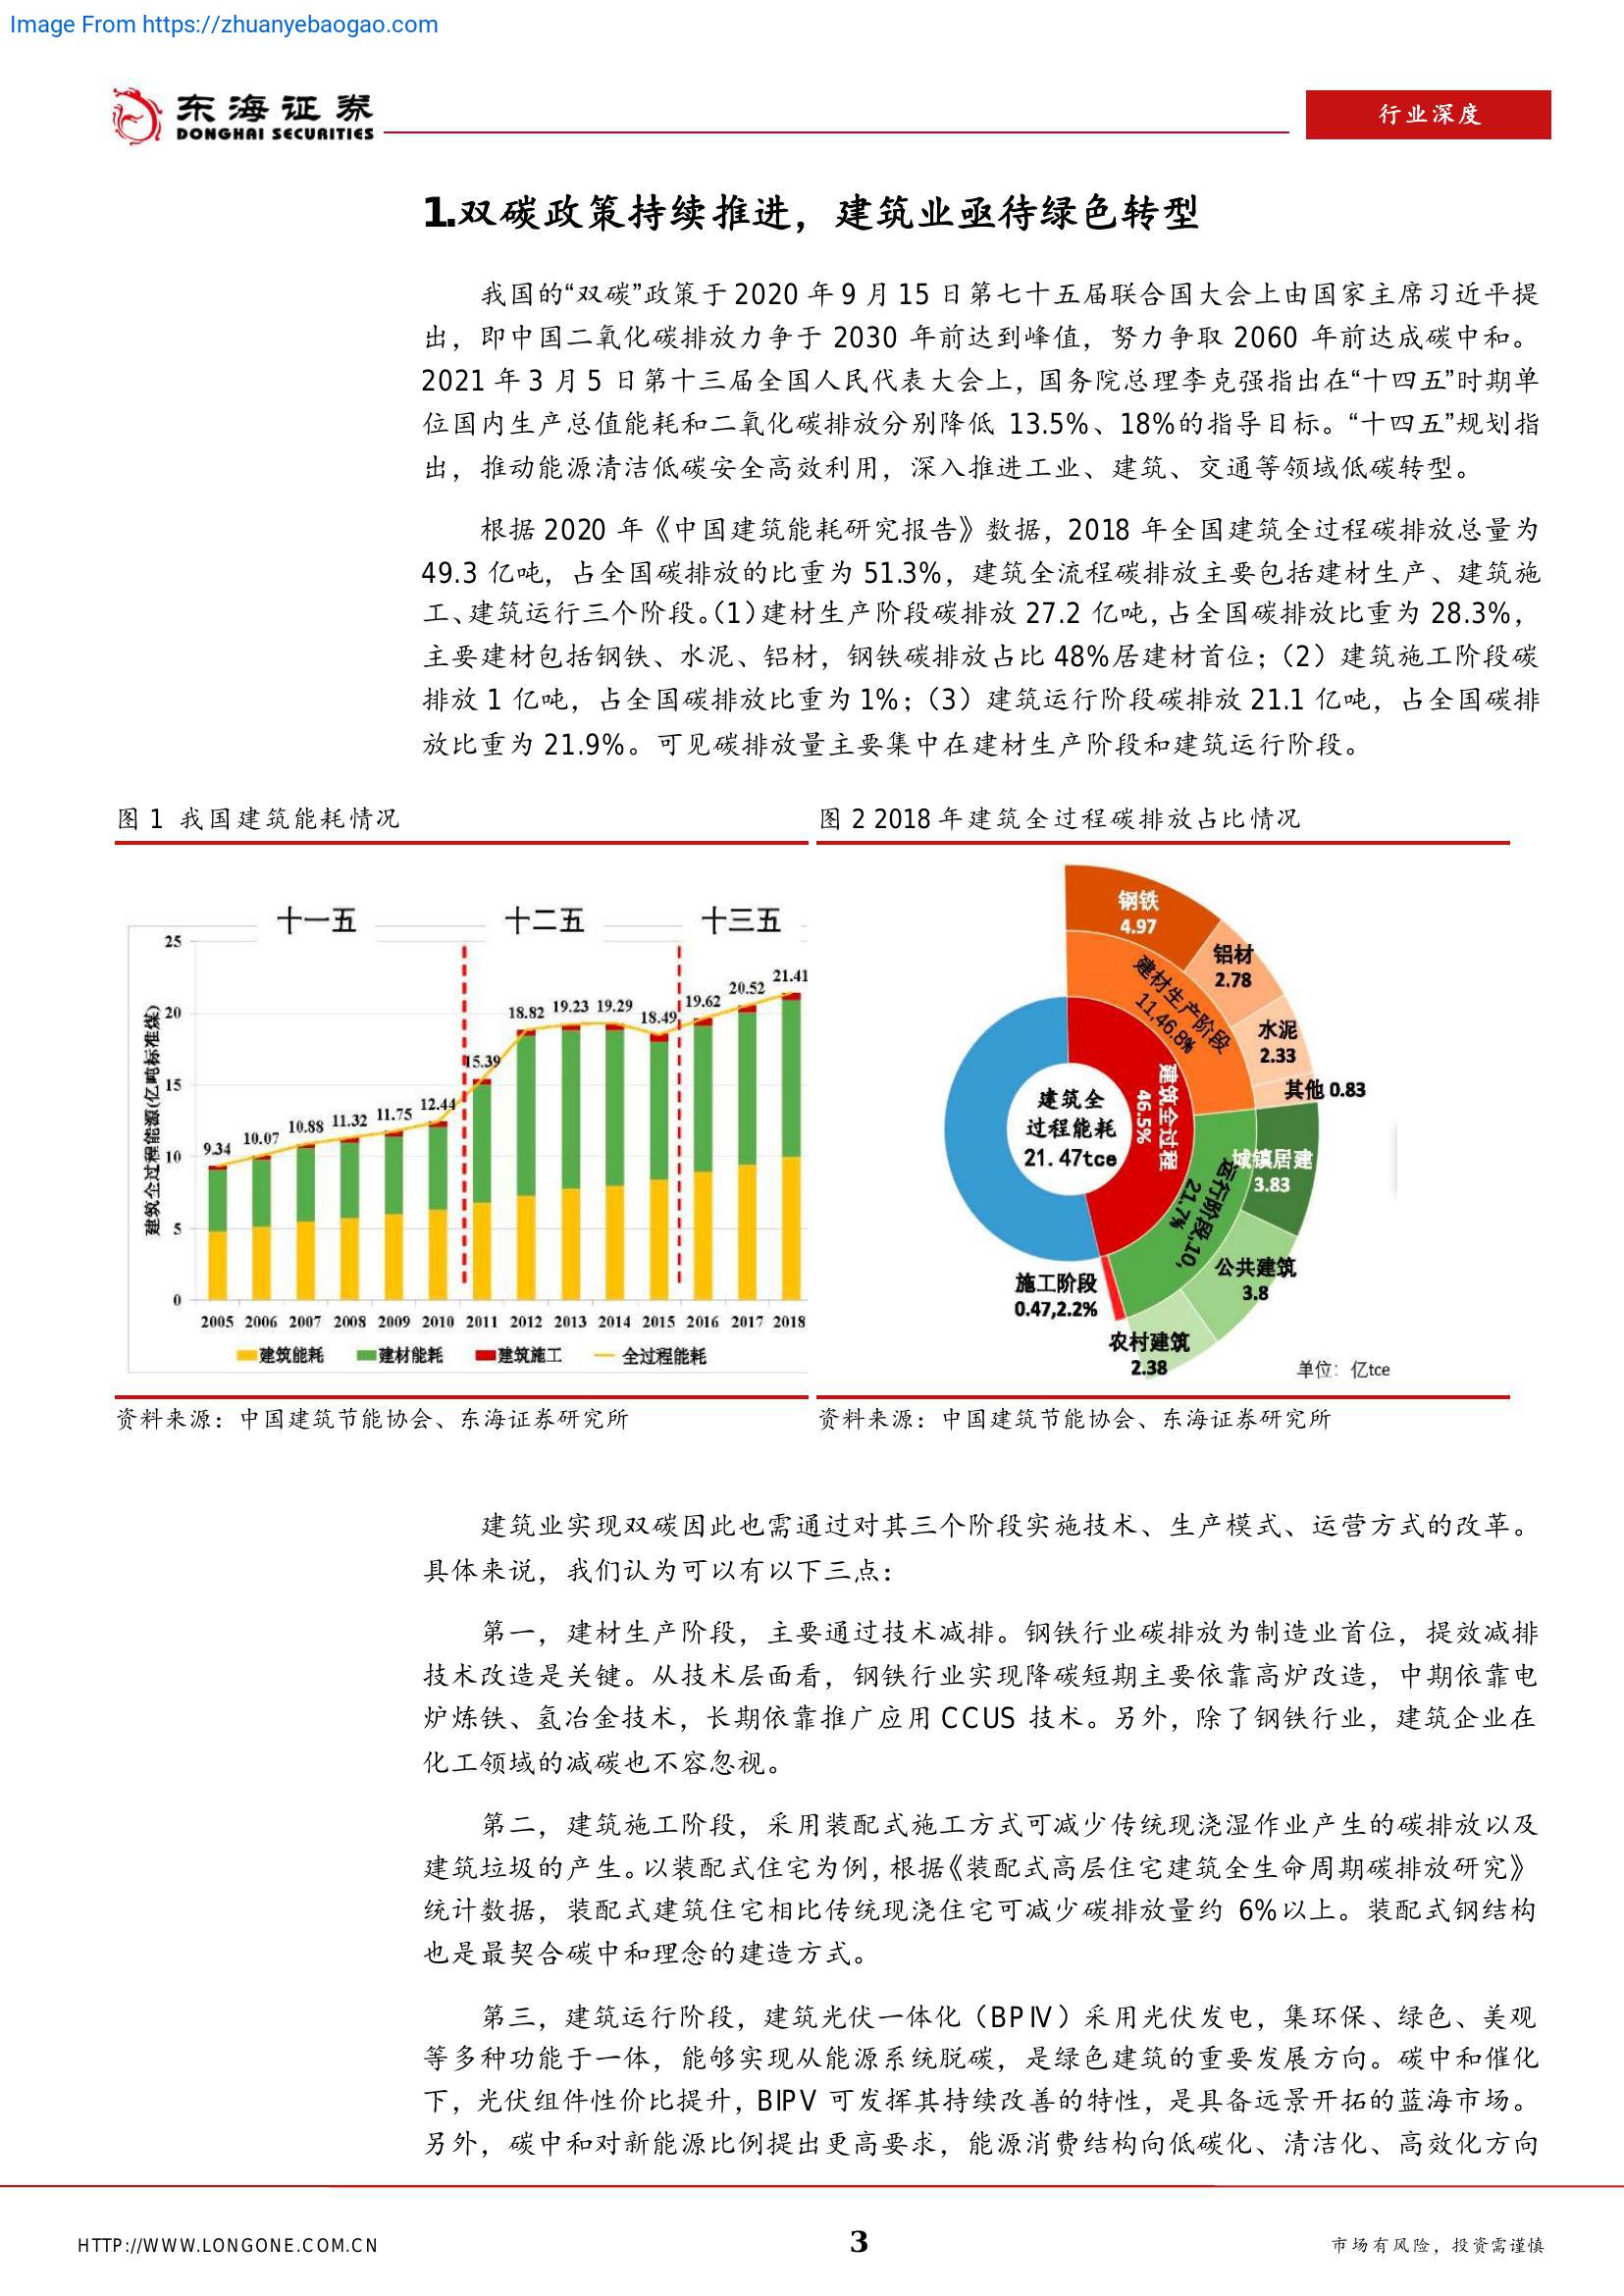 Image From https://zhuanyebaogao.com
东海证券
DONGHAI SECURITIES
行业深度
1.双碳政策持续推进，建筑业亟待绿色转型
我国的“双碳”政策于 2020 年 9 月 15 日第七十五届联合国大会上由国家主席习近平提
出，即中国二氧化碳排放力争于 2030 年前达到峰值，努力争取 2060 年前达成碳中和。
2021 年 3 月 5 日第十三届全国人民代表大会上，国务院总理李克强指出在“十四五”时期单
位国内生产总值能耗和二氧化碳排放分别降低 13.5%、18%的指导目标。“十四五”规划指
出，推动能源清洁低碳安全高效利用，深入推进工业、建筑、交通等领域低碳转型。
根据 2020 年《中国建筑能耗研究报告》数据，2018 年全国建筑全过程碳排放总量为
49.3 亿吨，占全国碳排放的比重为 51.3%，建筑全流程碳排放主要包括建材生产、建筑施
工、建筑运行三个阶段。（1）建材生产阶段碳排放 27.2 亿吨，占全国碳排放比重为 28.3%，
主要建材包括钢铁、水泥、铝材，钢铁碳排放占比 48%居建材首位；（2）建筑施工阶段碳
排放 1 亿吨，占全国碳排放比重为 1%；（3）建筑运行阶段碳排放 21.1 亿吨，占全国碳排
放比重为 21.9%。可见碳排放量主要集中在建材生产阶段和建筑运行阶段。
图 1 我国建筑能耗情况
十一五 十二五 十三五
建筑全过程能源(亿吨标准煤)
25
20
15
10
5
0
9.34 10.07 10.88 11.32 11.75 12.44 15.39 18.82 19.23 19.29 18.49 19.62 20.52 21.41
2005 2006 2007 2008 2009 2010 2011 2012 2013 2014 2015 2016 2017 2018
建筑能耗 建材能耗 建筑施工 全过程能耗
资料来源：中国建筑节能协会、东海证券研究所
图 2 2018 年建筑全过程碳排放占比情况
钢铁
4.97
铝材
2.78
水泥
2.33
其他 0.83
建材生产阶段
11,46.8%
建筑全过程
46.5%
建筑全
过程能耗
21.47tce
城镇居建
3.83
运行阶段,10,
21.7%
公共建筑
3.8
施工阶段
0.47,2.2%
农村建筑
2.38
单位：亿tce
资料来源：中国建筑节能协会、东海证券研究所
建筑业实现双碳因此也需通过对其三个阶段实施技术、生产模式、运营方式的改革。
具体来说，我们认为可以有以下三点：
第一，建材生产阶段，主要通过技术减排。钢铁行业碳排放为制造业首位，提效减排
技术改造是关键。从技术层面看，钢铁行业实现降碳短期主要依靠高炉改造，中期依靠电
炉炼铁、氢冶金技术，长期依靠推广应用 CCUS 技术。另外，除了钢铁行业，建筑企业在
化工领域的减碳也不容忽视。
第二，建筑施工阶段，采用装配式施工方式可减少传统现浇湿作业产生的碳排放以及
建筑垃圾的产生。以装配式住宅为例，根据《装配式高层住宅建筑全生命周期碳排放研究》
统计数据，装配式建筑住宅相比传统现浇住宅可减少碳排放量约 6%以上。装配式钢结构
也是最契合碳中和理念的建造方式。
第三，建筑运行阶段，建筑光伏一体化（BPIV）采用光伏发电，集环保、绿色、美观
等多种功能于一体，能够实现从能源系统脱碳，是绿色建筑的重要发展方向。碳中和催化
下，光伏组件性价比提升，BIPV 可发挥其持续改善的特性，是具备远景开拓的蓝海市场。
另外，碳中和对新能源比例提出更高要求，能源消费结构向低碳化、清洁化、高效化方向
HTTP://WWW.LONGONE.COM.CN
3
市场有风险，投资需谨慎